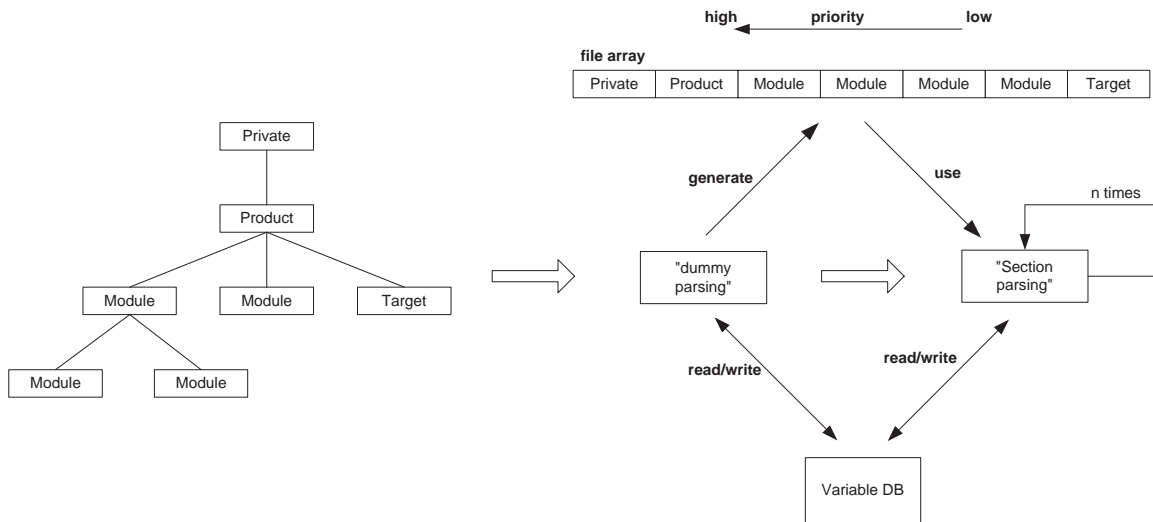 high priority low
file array
Private Product Module Module Module Module Target
Private
generate use
n times
Product
"dummy
parsing"
"Section
parsing"
Module Module Target
read/write read/write
Module Module
Variable DB